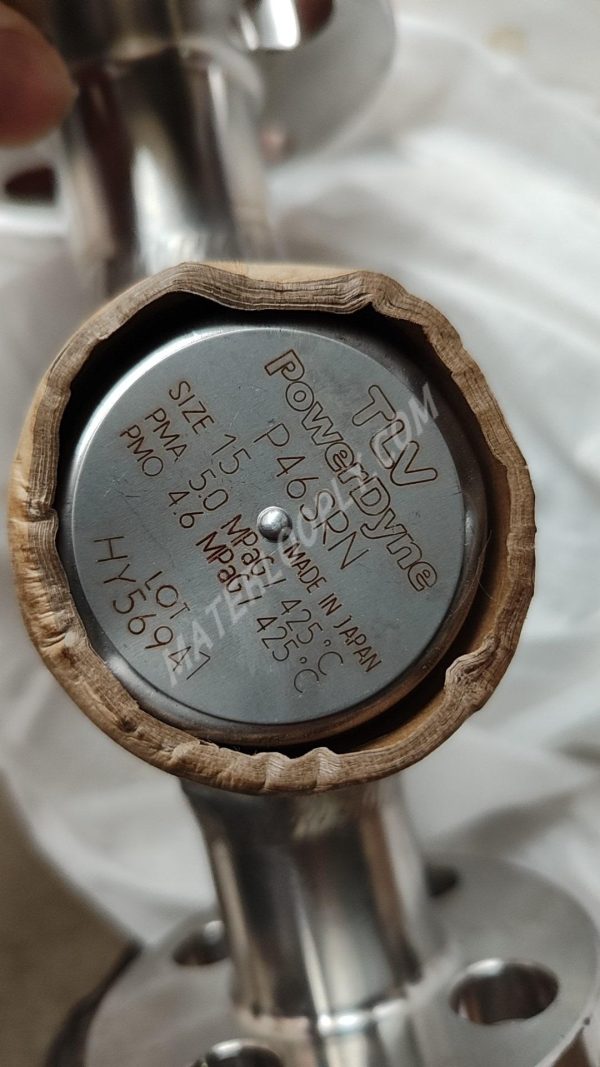 TLV
PowerDyne
P46SRN
MADE IN JAPAN
SIZE 15
PMA 5.0 MPaG/ 425°C
PMO 4.6 MPaG/ 425°C
LOT
HY56941